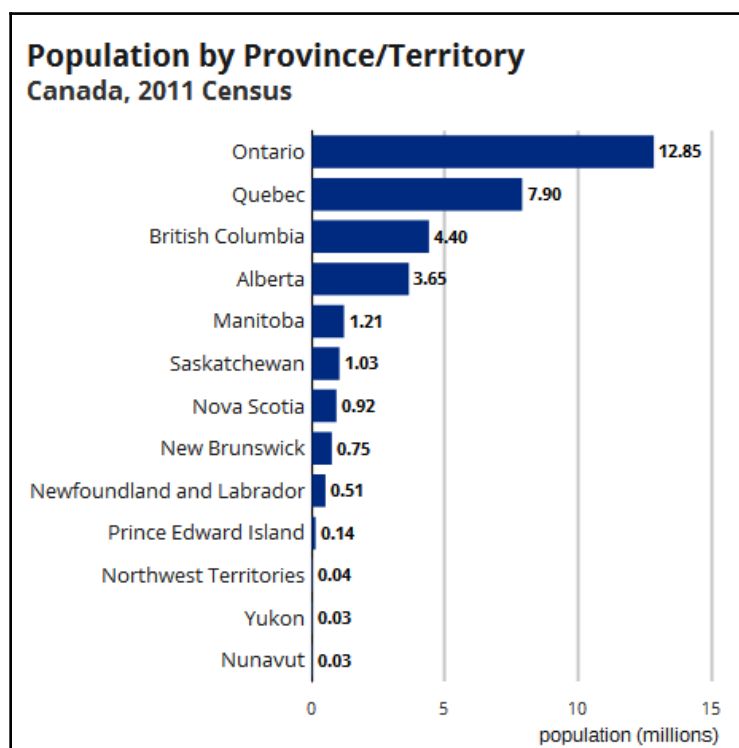 Population by Province/Territory
Canada, 2011 Census
Ontario 12.85
Quebec 7.90
British Columbia 4.40
Alberta 3.65
Manitoba 1.21
Saskatchewan 1.03
Nova Scotia 0.92
New Brunswick 0.75
Newfoundland and Labrador 0.51
Prince Edward Island 0.14
Northwest Territories 0.04
Yukon 0.03
Nunavut 0.03
0 5 10 15
population (millions)